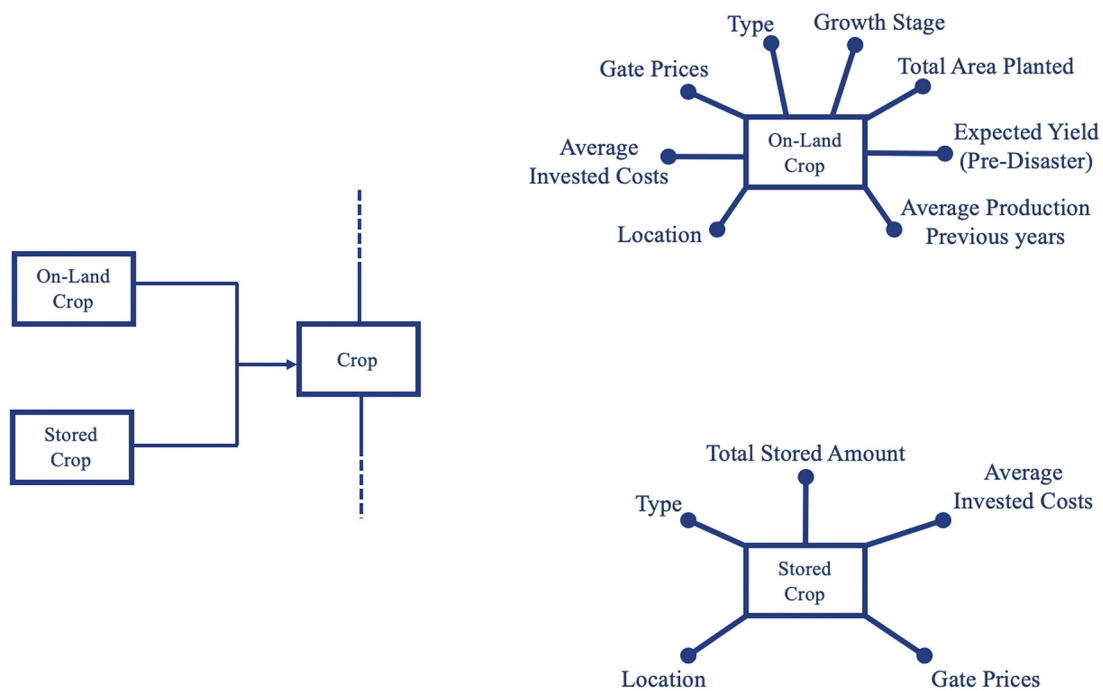 On-Land
Crop
Stored
Crop
Crop
Type
Growth Stage
Gate Prices
Total Area Planted
Average
Invested Costs
On-Land
Crop
Expected Yield
(Pre-Disaster)
Location
Average Production
Previous years
Total Stored Amount
Type
Average
Invested Costs
Stored
Crop
Location
Gate Prices